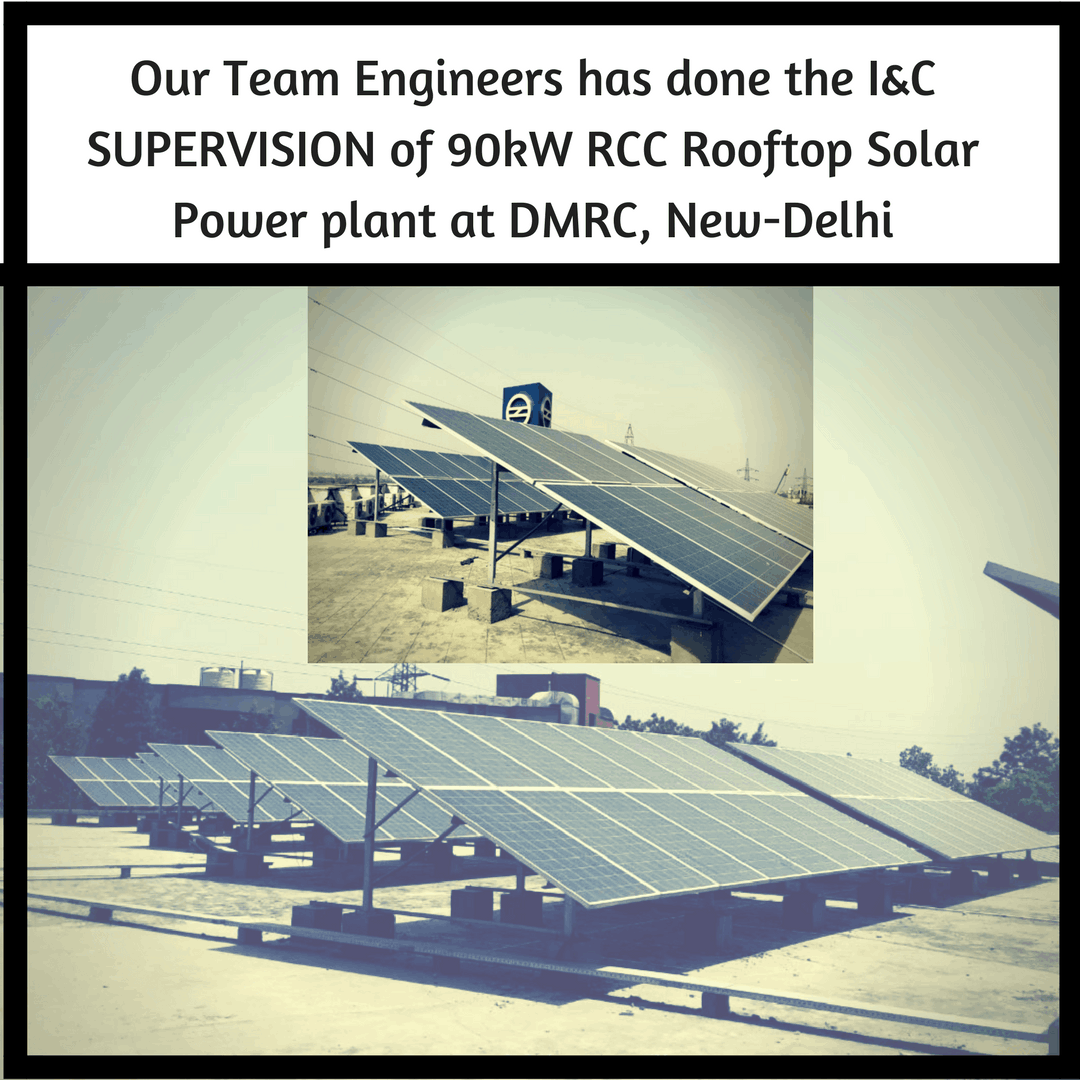 Our Team Engineers has done the I&C
SUPERVISION of 90kW RCC Rooftop Solar
Power plant at DMRC, New-Delhi